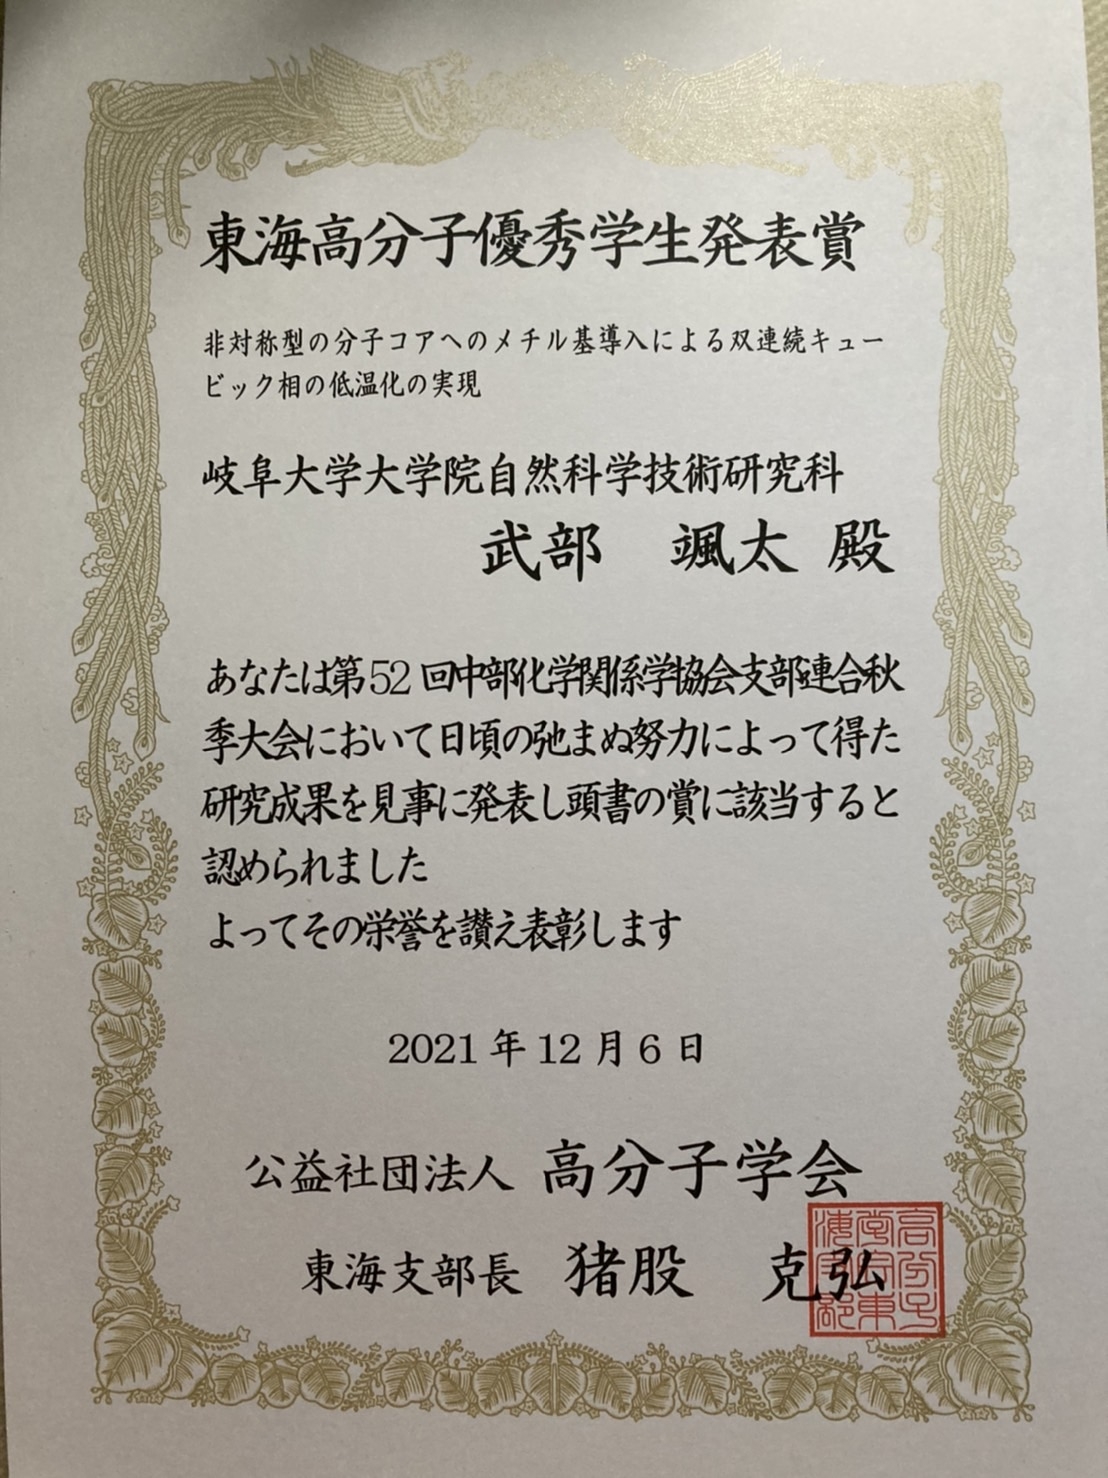 東海高分子優秀学生発表賞
非対称型の分子コアへのメチル基導入による双連続キュー
ビック相の低温化の実現
岐阜大学大学院自然科学技術研究科
武部 颯太 殿
あなたは第52回中部化学関係学協会支部連合秋
季大会において日頃の弛まぬ努力によって得た
研究成果を見事に発表し頭書の賞に該当すると
認められました
よってその栄誉を讃え表彰します
2021年12月6日
公益社団法人 高分子学会
東海支部長 猪股 克弘